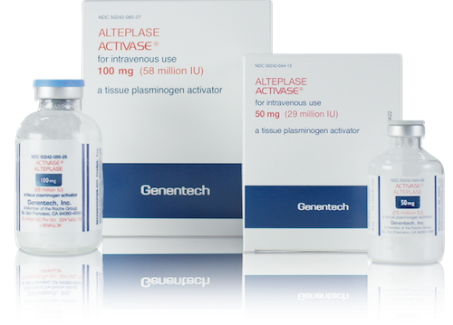 ALTEPLASE
ACTIVASE®
for intravenous use
100 mg (58 million IU)
a tissue plasminogen activator
Genentech
ALTEPLASE
ACTIVASE®
for intravenous use
50 mg (29 million IU)
a tissue plasminogen activator
Genentech
ACTIVASE®
ALTEPLASE
100 mg
Genentech, Inc.
ACTIVASE®
ALTEPLASE
50 mg
Genentech, Inc.